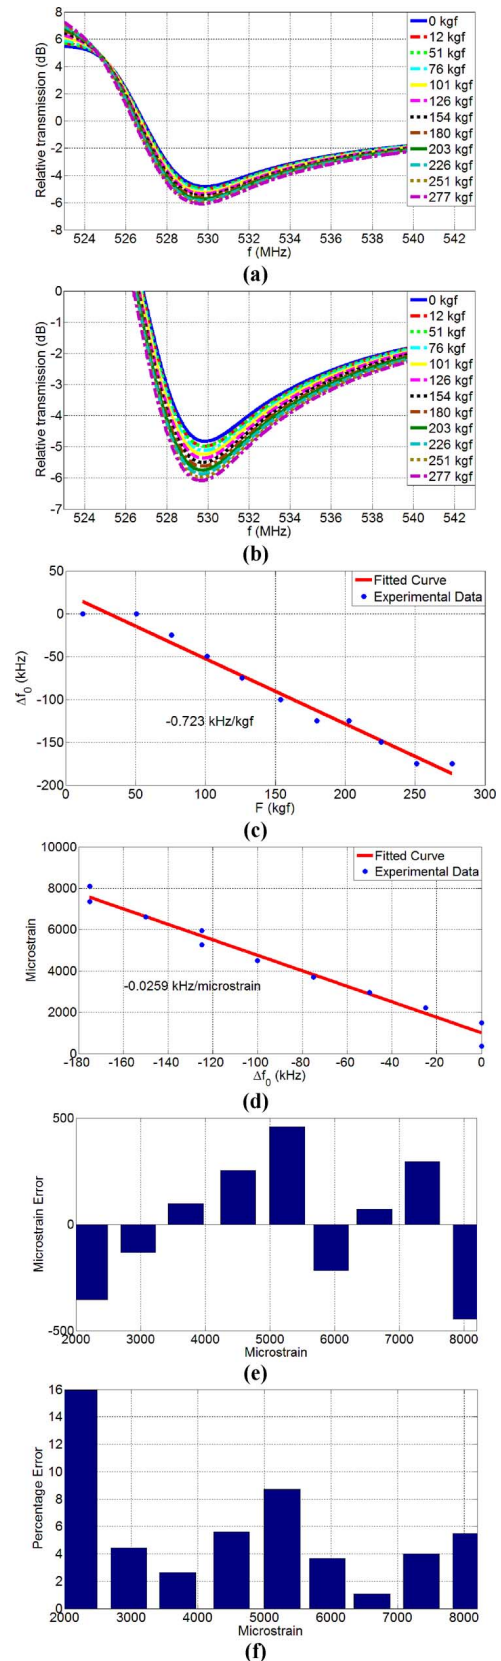 8
6
4
2
0
-2
-4
-6
8
Relative transmission (dB)
524 526 528 530 532 534 536 538 540 542
f (MHz)
0 kgf
12 kgf
51 kgf
76 kgf
101 kgf
126 kgf
154 kgf
180 kgf
203 kgf
226 kgf
251 kgf
277 kgf
(a)
0
-1
-2
-3
-4
-5
-6
-7
Relative transmission (dB)
524 526 528 530 532 534 536 538 540 542
f (MHz)
0 kgf
12 kgf
51 kgf
76 kgf
101 kgf
126 kgf
154 kgf
180 kgf
203 kgf
226 kgf
251 kgf
277 kgf
(b)
50
0
-50
-100
-150
-200
Δf0 (kHz)
Fitted Curve
Experimental Data
-0.723 kHz/kgf
0 50 100 150 200 250 300
F (kgf)
(c)
10000
8000
6000
4000
2000
0
Microstrain
Fitted Curve
Experimental Data
-0.0259 kHz/microstrain
-180 -160 -140 -120 -100 -80 -60 -40 -20 0
Δf0 (kHz)
(d)
500
0
-500
Microstrain Error
2000 3000 4000 5000 6000 7000 8000
Microstrain
(e)
16
14
12
10
8
6
4
2
0
Percentage Error
2000 3000 4000 5000 6000 7000 8000
Microstrain
(f)